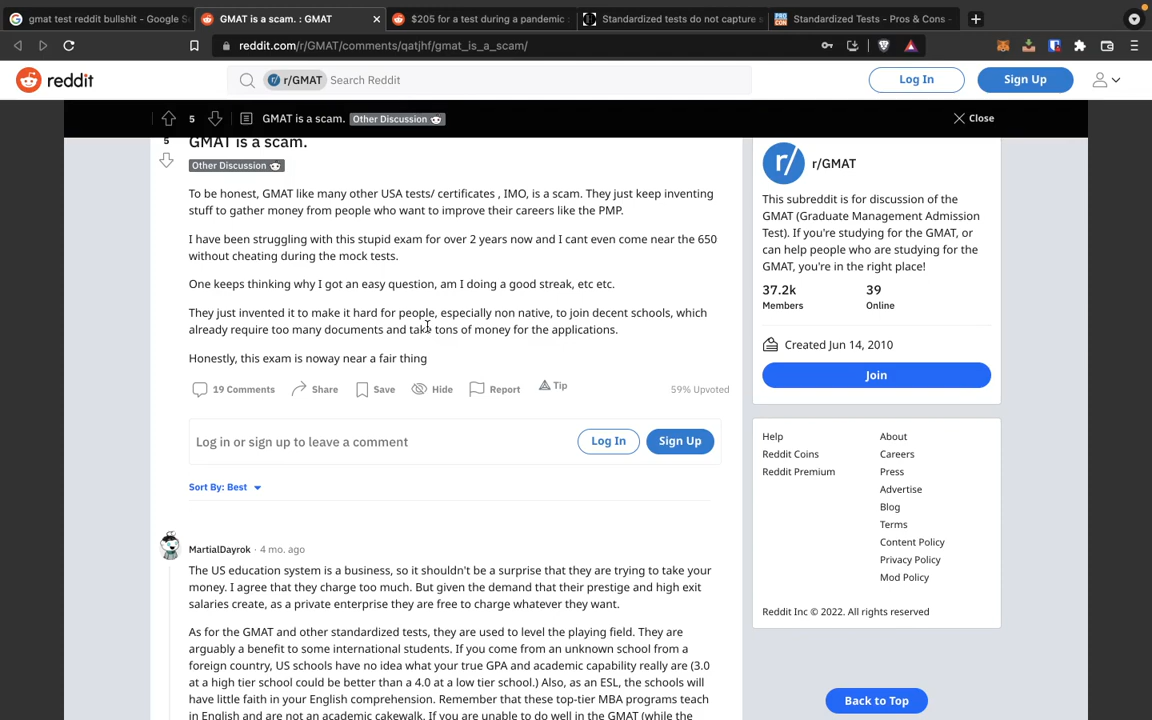 gmat test reddit bullshit - Google S
GMAT is a scam. : GMAT
$205 for a test during a pandemic
Standardized tests do not capture
Standardized Tests - Pros & Cons -
reddit.com/r/GMAT/comments/qatjhf/gmat_is_a_scam/
reddit
r/GMAT
Search Reddit
Log In
Sign Up
5
GMAT is a scam.
Other Discussion
Close
5
GMAT is a scam.
Other Discussion
To be honest, GMAT like many other USA tests/ certificates , IMO, is a scam. They just keep inventing
stuff to gather money from people who want to improve their careers like the PMP.
I have been struggling with this stupid exam for over 2 years now and I cant even come near the 650
without cheating during the mock tests.
One keeps thinking why I got an easy question, am I doing a good streak, etc etc.
They just invented it to make it hard for people, especially non native, to join decent schools, which
already require too many documents and take tons of money for the applications.
Honestly, this exam is noway near a fair thing
19 Comments
Share
Save
Hide
Report
Tip
59% Upvoted
Log in or sign up to leave a comment
Log In
Sign Up
Sort By: Best
MartialDayrok · 4 mo. ago
The US education system is a business, so it shouldn't be a surprise that they are trying to take your
money. I agree that they charge too much. But given the demand that their prestige and high exit
salaries create, as a private enterprise they are free to charge whatever they want.
As for the GMAT and other standardized tests, they are used to level the playing field. They are
arguably a benefit to some international students. If you come from an unknown school from a
foreign country, US schools have no idea what your true GPA and academic capability really are (3.0
at a high tier school could be better than a 4.0 at a low tier school.) Also, as an ESL, the schools will
have little faith in your English comprehension. Remember that these top-tier MBA programs teach
in English and are not an academic cakewalk. If you are unable to do well in the GMAT (while the
r/GMAT
This subreddit is for discussion of the
GMAT (Graduate Management Admission
Test). If you're studying for the GMAT, or
can help people who are studying for the
GMAT, you're in the right place!
37.2k
Members
39
Online
Created Jun 14, 2010
Join
Help
Reddit Coins
Reddit Premium
About
Careers
Press
Advertise
Blog
Terms
Content Policy
Privacy Policy
Mod Policy
Reddit Inc © 2022. All rights reserved
Back to Top